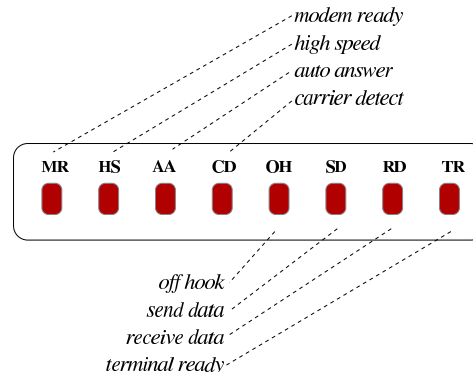 modem ready
high speed
auto answer
carrier detect
MR HS AA CD OH SD RD TR
off hook
send data
receive data
terminal ready